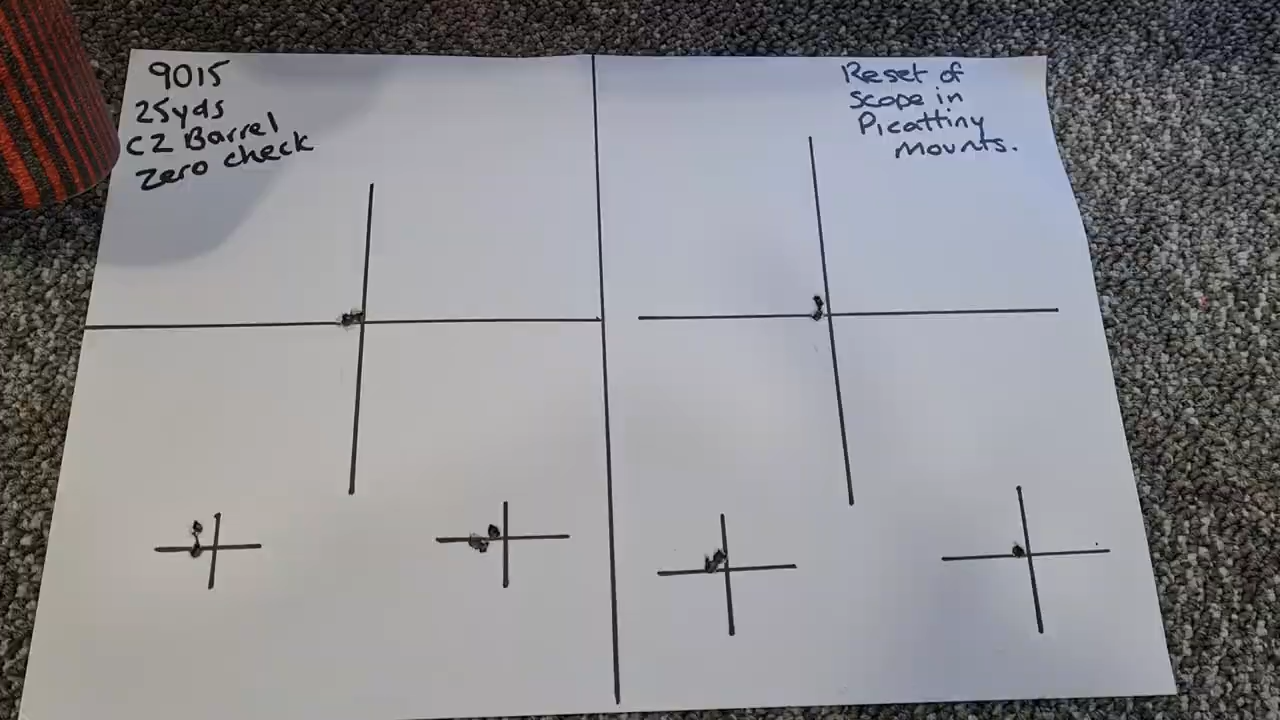 9015
25yds
CZ Barrel
Zero check
Reset of
Scope in
Picattiny
Mounts.